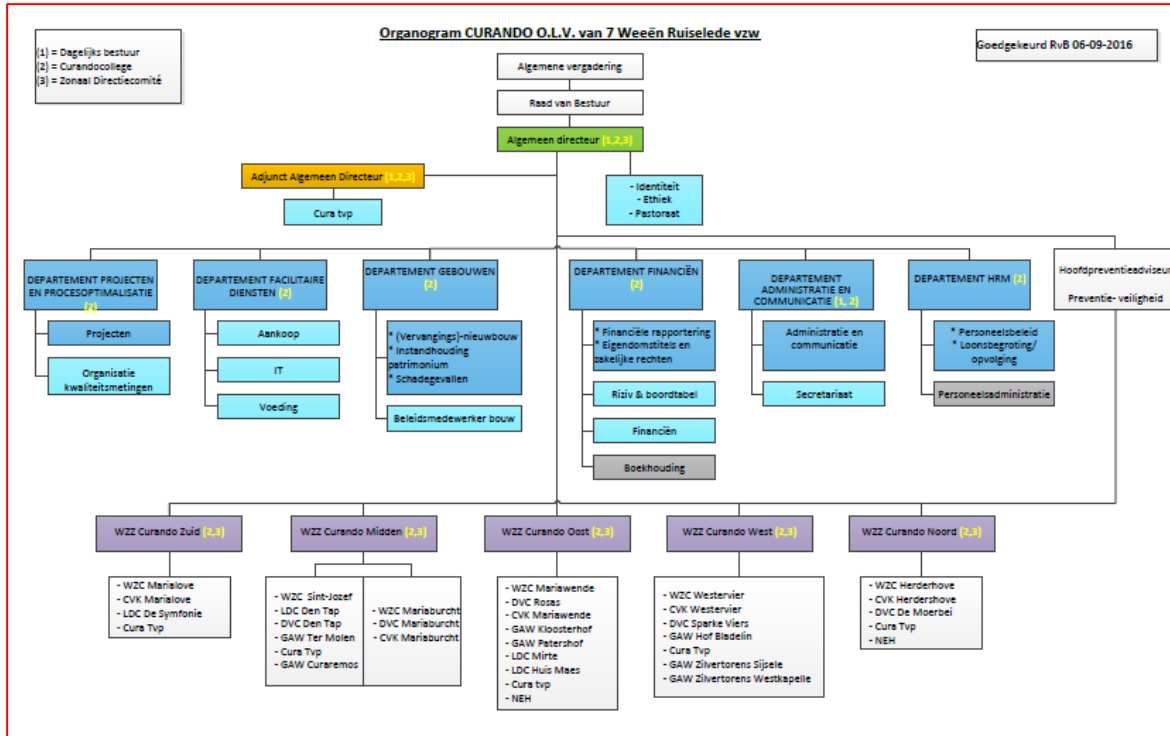 Organogram CURANDO O.L.V. van 7 Weeën Ruiselede vzw
(1) = Dagelijks bestuur
(2) = Curandocollege
(3) = Zonaal Directiecomité
Goedgekeurd RvB 06-09-2016
Algemene vergadering
Raad van Bestuur
Algemeen directeur (1,2,3)
Adjunct Algemeen Directeur (1,2,3)
Cura tvp
- Identiteit
- Ethiek
- Pastoraat
DEPARTEMENT PROJECTEN
EN PROCESOPTIMALISATIE
(2)
Projecten
Organisatie
kwaliteitsmetingen
DEPARTEMENT FACILITAIRE
DIENSTEN (2)
Aankoop
IT
Voeding
DEPARTEMENT GEBOUWEN
(2)
* (Vervangings)-nieuwbouw
* Instandhouding
patrimonium
* Schadegevallen
Beleidsmedewerker bouw
DEPARTEMENT FINANCIËN
(2)
* Financiële rapportering
* Eigendomstitels en
zakelijke rechten
Riziv & boordtabel
Financiën
Boekhouding
DEPARTEMENT
ADMINISTRATIE EN
COMMUNICATIE (1, 2)
Administratie en
communicatie
Secretariaat
DEPARTEMENT HRM (2)
* Personeelsbeleid
* Loonsbegroting/
opvolging
Personeelsadministratie
Hoofdpreventieadviseur
Preventie- veiligheid
WZZ Curando Zuid (2,3)
- WZC Marialove
- CVK Marialove
- LDC De Symfonie
- Cura Tvp
WZZ Curando Midden (2,3)
- WZC Sint-Jozef
- LDC Den Tap
- DVC Den Tap
- GAW Ter Molen
- Cura Tvp
- GAW Curaremos
- WZC Mariaburcht
- DVC Mariaburcht
- CVK Mariaburcht
WZZ Curando Oost (2,3)
- WZC Mariawende
- DVC Rosas
- CVK Mariawende
- GAW Kloosterhof
- GAW Patershof
- LDC Mirte
- LDC Huis Maes
- Cura tvp
- NEH
WZZ Curando West (2,3)
- WZC Westervier
- CVK Westervier
- DVC Sparke Viers
- GAW Hof Bladelin
- Cura Tvp
- GAW Zilvertorens Sijsele
- GAW Zilvertorens Westkapelle
WZZ Curando Noord (2,3)
- WZC Herderhove
- CVK Herdershove
- DVC De Moerbei
- Cura Tvp
- NEH